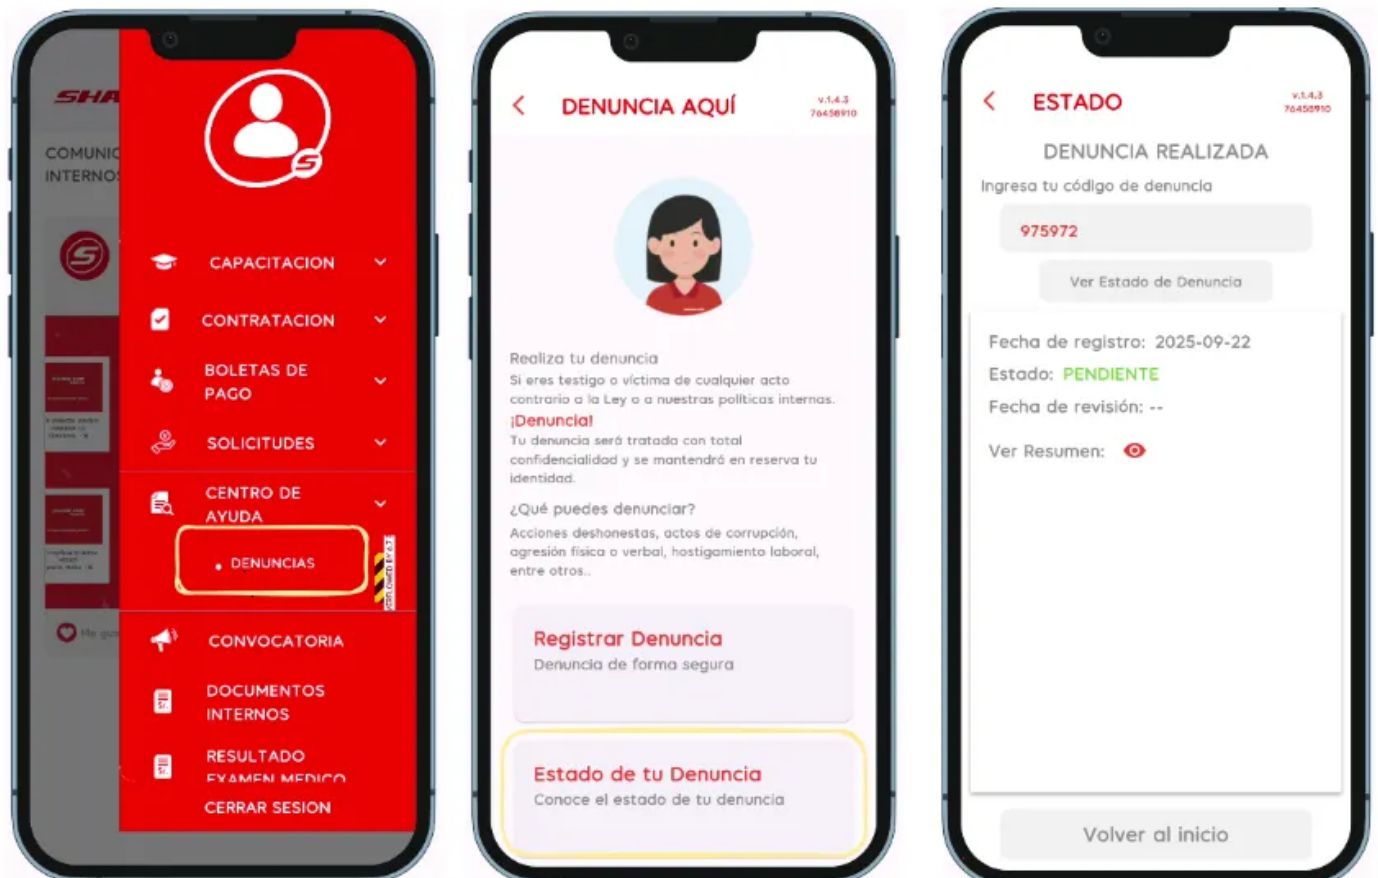 SHA
COMUNIC
INTERNO
CAPACITACION
CONTRATACION
BOLETAS DE
PAGO
SOLICITUDES
CENTRO DE
AYUDA
• DENUNCIAS
CONVOCATORIA
DOCUMENTOS
INTERNOS
RESULTADO
EXAMEN MEDICO
CERRAR SESION
Me gus
DENUNCIA AQUÍ
v.1.4.3
76458910
Realiza tu denuncia
Si eres testigo o víctima de cualquier acto
contrario a la Ley o a nuestras políticas internas.
¡Denuncia!
Tu denuncia será tratada con total
confidencialidad y se mantendrá en reserva tu
identidad.
¿Qué puedes denunciar?
Acciones deshonestas, actos de corrupción,
agresión física o verbal, hostigamiento laboral,
entre otros..
Registrar Denuncia
Denuncia de forma segura
Estado de tu Denuncia
Conoce el estado de tu denuncia
ESTADO
v.1.4.3
76458910
DENUNCIA REALIZADA
Ingresa tu código de denuncia
975972
Ver Estado de Denuncia
Fecha de registro: 2025-09-22
Estado: PENDIENTE
Fecha de revisión: --
Ver Resumen:
Volver al inicio